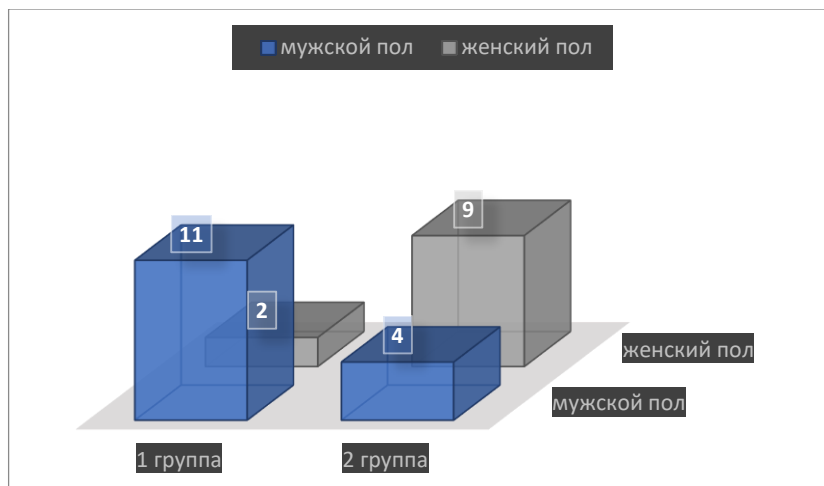 мужской пол женский пол
9
11
2
4
женский пол
мужской пол
1 группа 2 группа